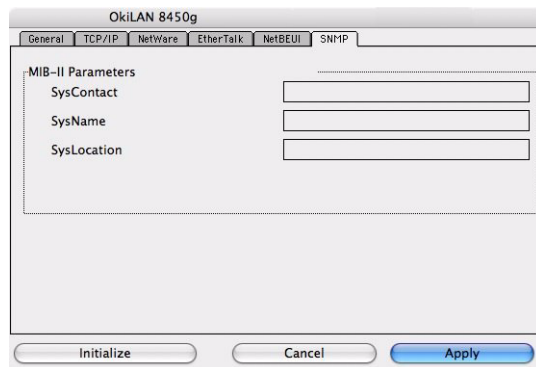 OkiLAN 8450g
General TCP/IP NetWare EtherTalk NetBEUI SNMP
MIB-II Parameters
SysContact
SysName
SysLocation
Initialize Cancel Apply